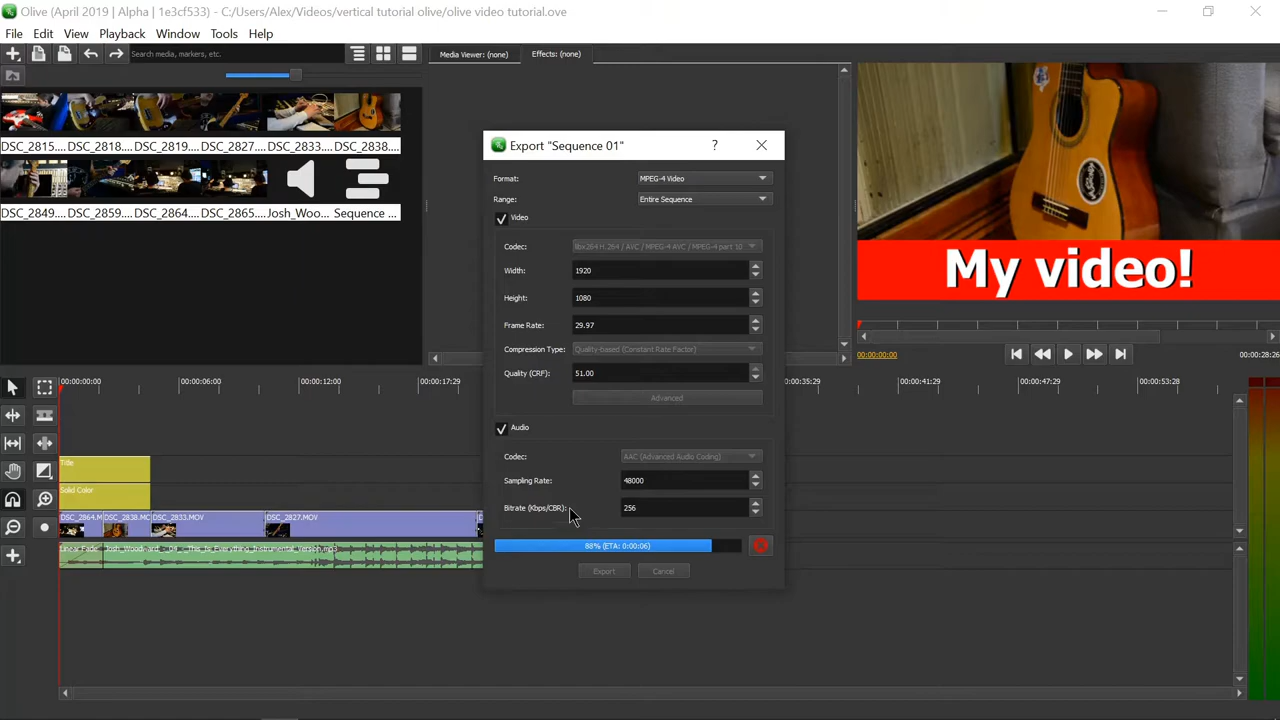 Olive (April 2019 | Alpha | 1e3cf533) - C:/Users/Alex/Videos/vertical tutorial olive/olive video tutorial.ove
File Edit View Playback Window Tools Help
Search media, markers, etc.
Media Viewer: (none) Effects: (none)
DSC_2815.... DSC_2818.... DSC_2819.... DSC_2827.... DSC_2833.... DSC_2838....
DSC_2849.... DSC_2859.... DSC_2864.... DSC_2865.... Josh_Woo... Sequence ...
Export "Sequence 01"
Format: MPEG-4 Video
Range: Entire Sequence
Video
Codec: libx264 H.264 / AVC / MPEG-4 AVC / MPEG-4 part 10
Width: 1920
Height: 1080
Frame Rate: 29.97
Compression Type: Quality-based (Constant Rate Factor)
Quality (CRF): 51.00
Advanced
Audio
Codec: AAC (Advanced Audio Coding)
Sampling Rate: 48000
Bitrate (Kbps/CBR): 256
88% (ETA: 0:00:06)
Export Cancel
My video!
00:00:00:00 00:00:28:26
00:00:00:00 00:00:06:00 00:00:12:00 00:00:17:29 00:35:29 00:00:41:29 00:00:47:29 00:00:53:28
Title
Solid Color
DSC_2864.M DSC_2838.MC DSC_2833.MOV DSC_2827.MOV DSC_
Linear Fade Josh_Woodward_-_04_-_This_Is_Everything_Instrumental_Version.mp3